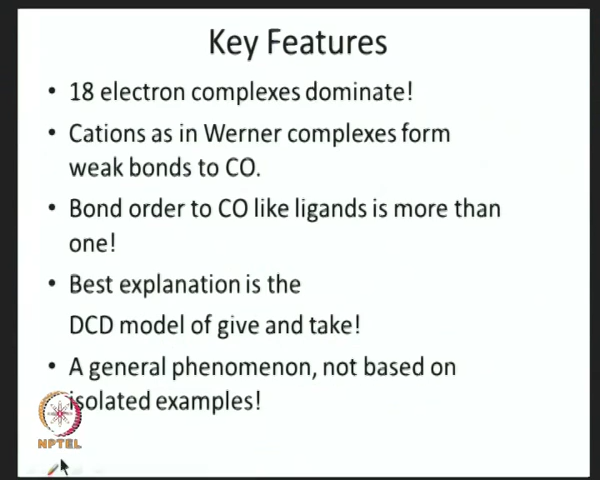 Key Features
• 18 electron complexes dominate!
• Cations as in Werner complexes form
weak bonds to CO.
• Bond order to CO like ligands is more than
one!
• Best explanation is the
DCD model of give and take!
• A general phenomenon, not based on
isolated examples!
NPTEL